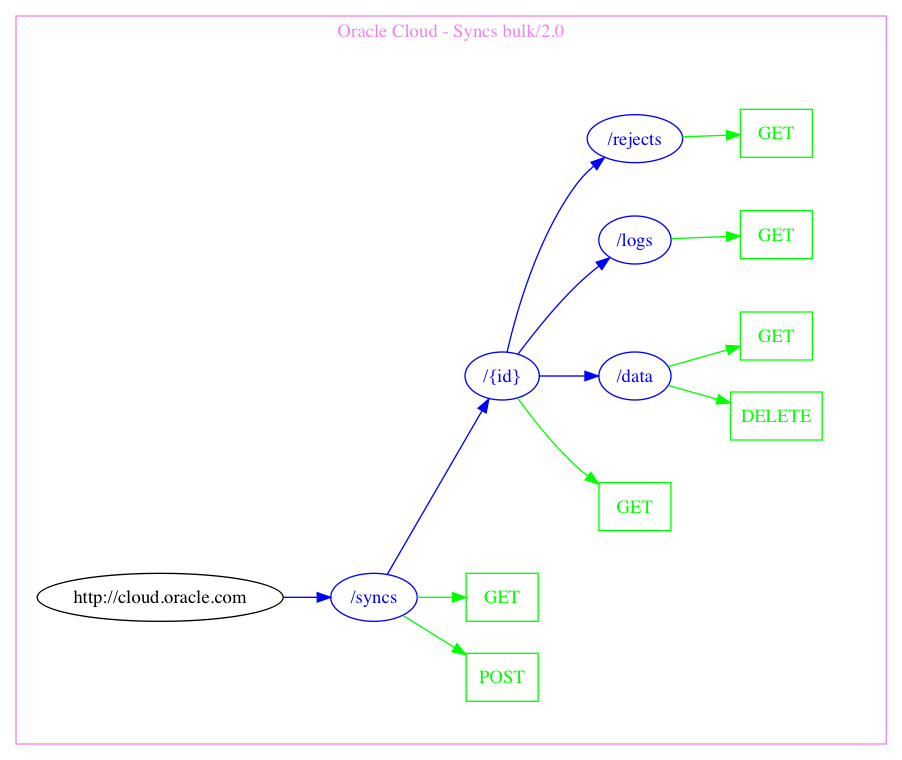 Oracle Cloud - Syncs bulk/2.0
/rejects
GET
/logs
GET
GET
/{id}
/data
DELETE
GET
http://cloud.oracle.com
/syncs
GET
POST